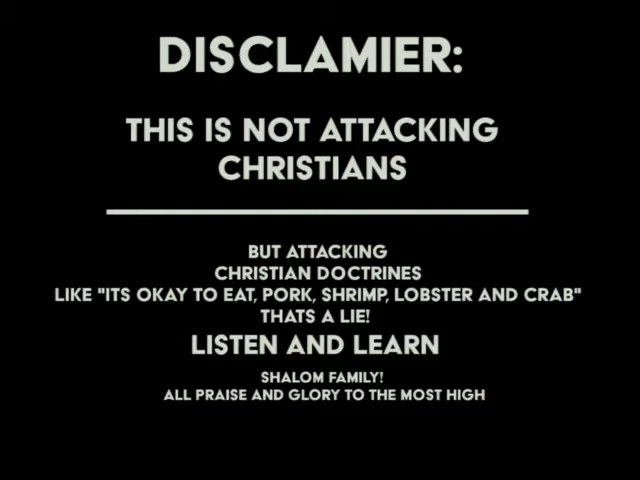 DISCLAMIER:
THIS IS NOT ATTACKING
CHRISTIANS
BUT ATTACKING
CHRISTIAN DOCTRINES
LIKE "ITS OKAY TO EAT, PORK, SHRIMP, LOBSTER AND CRAB"
THATS A LIE!
LISTEN AND LEARN
SHALOM FAMILY!
ALL PRAISE AND GLORY TO THE MOST HIGH